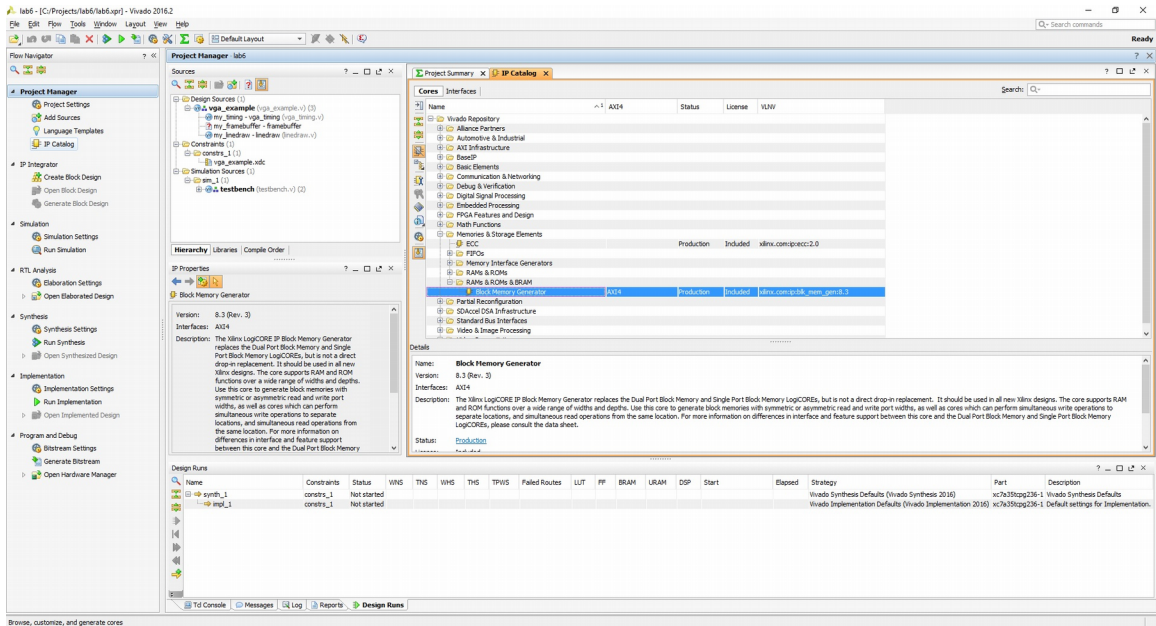 lab6 - [C:/Projects/lab6/lab6.xpr] - Vivado 2016.2
File Edit Flow Tools Window Layout View Help
Q- Search commands
Default Layout
Ready
Flow Navigator
Project Manager
Project Settings
Add Sources
Language Templates
IP Catalog
IP Integrator
Create Block Design
Open Block Design
Generate Block Design
Simulation
Simulation Settings
Run Simulation
RTL Analysis
Elaboration Settings
Open Elaborated Design
Synthesis
Synthesis Settings
Run Synthesis
Open Synthesized Design
Implementation
Implementation Settings
Run Implementation
Open Implemented Design
Program and Debug
Bitstream Settings
Generate Bitstream
Open Hardware Manager
Project Manager - lab6
Sources
Design Sources (1)
vga_example (vga_example.v) (3)
my_timing - vga_timing (vga_timing.v)
my_framebuffer - framebuffer
my_linedraw - linedraw (linedraw.v)
Constraints (1)
constrs_1 (1)
vga_example.xdc
Simulation Sources (1)
sim_1 (1)
testbench (testbench.v) (2)
Hierarchy Libraries Compile Order
IP Properties
Block Memory Generator
Version: 8.3 (Rev. 3)
Interfaces: AXI4
Description: The Xilinx LogiCORE IP Block Memory Generator
replaces the Dual Port Block Memory and Single
Port Block Memory LogiCOREs, but is not a direct
drop-in replacement. It should be used in all new
Xilinx designs. The core supports RAM and ROM
functions over a wide range of widths and depths.
Use this core to generate block memories with
symmetric or asymmetric read and write port
widths, as well as cores which can perform
simultaneous write operations to separate
locations, and simultaneous read operations from
the same location. For more information on
differences in interface and feature support
between this core and the Dual Port Block Memory
Project Summary IP Catalog
Cores Interfaces
Search: Q-
Name AXI4 Status License VLNV
Vivado Repository
Alliance Partners
Automotive & Industrial
AXI Infrastructure
BaseIP
Basic Elements
Communication & Networking
Debug & Verification
Digital Signal Processing
Embedded Processing
FPGA Features and Design
Math Functions
Memories & Storage Elements
ECC Production Included xilinx.com:ip:ecc:2.0
FIFOs
Memory Interface Generators
RAMs & ROMs
RAMs & ROMs & BRAM
Block Memory Generator AXI4 Production Included xilinx.com:ip:blk_mem_gen:8.3
Partial Reconfiguration
SDAccel DSA Infrastructure
Standard Bus Interfaces
Video & Image Processing
Details
Name: Block Memory Generator
Version: 8.3 (Rev. 3)
Interfaces: AXI4
Description: The Xilinx LogiCORE IP Block Memory Generator replaces the Dual Port Block Memory and Single Port Block Memory LogiCOREs, but is not a direct drop-in replacement. It should be used in all new Xilinx designs. The core supports RAM
and ROM functions over a wide range of widths and depths. Use this core to generate block memories with symmetric or asymmetric read and write port widths, as well as cores which can perform simultaneous write operations to
separate locations, and simultaneous read operations from the same location. For more information on differences in interface and feature support between this core and the Dual Port Block Memory and Single Port Block Memory
LogiCOREs, please consult the data sheet.
Status: Production
Design Runs
Name Constraints Status WNS TNS WHS THS TPWS Failed Routes LUT FF BRAM URAM DSP Start Elapsed Strategy Part Description
synth_1 constrs_1 Not started Vivado Synthesis Defaults (Vivado Synthesis 2016) xc7a35tcpg236-1 Vivado Synthesis Defaults
impl_1 constrs_1 Not started Vivado Implementation Defaults (Vivado Implementation 2016) xc7a35tcpg236-1 Default settings for Implementation.
Tcl Console Messages Log Reports Design Runs
Browse, customize, and generate cores